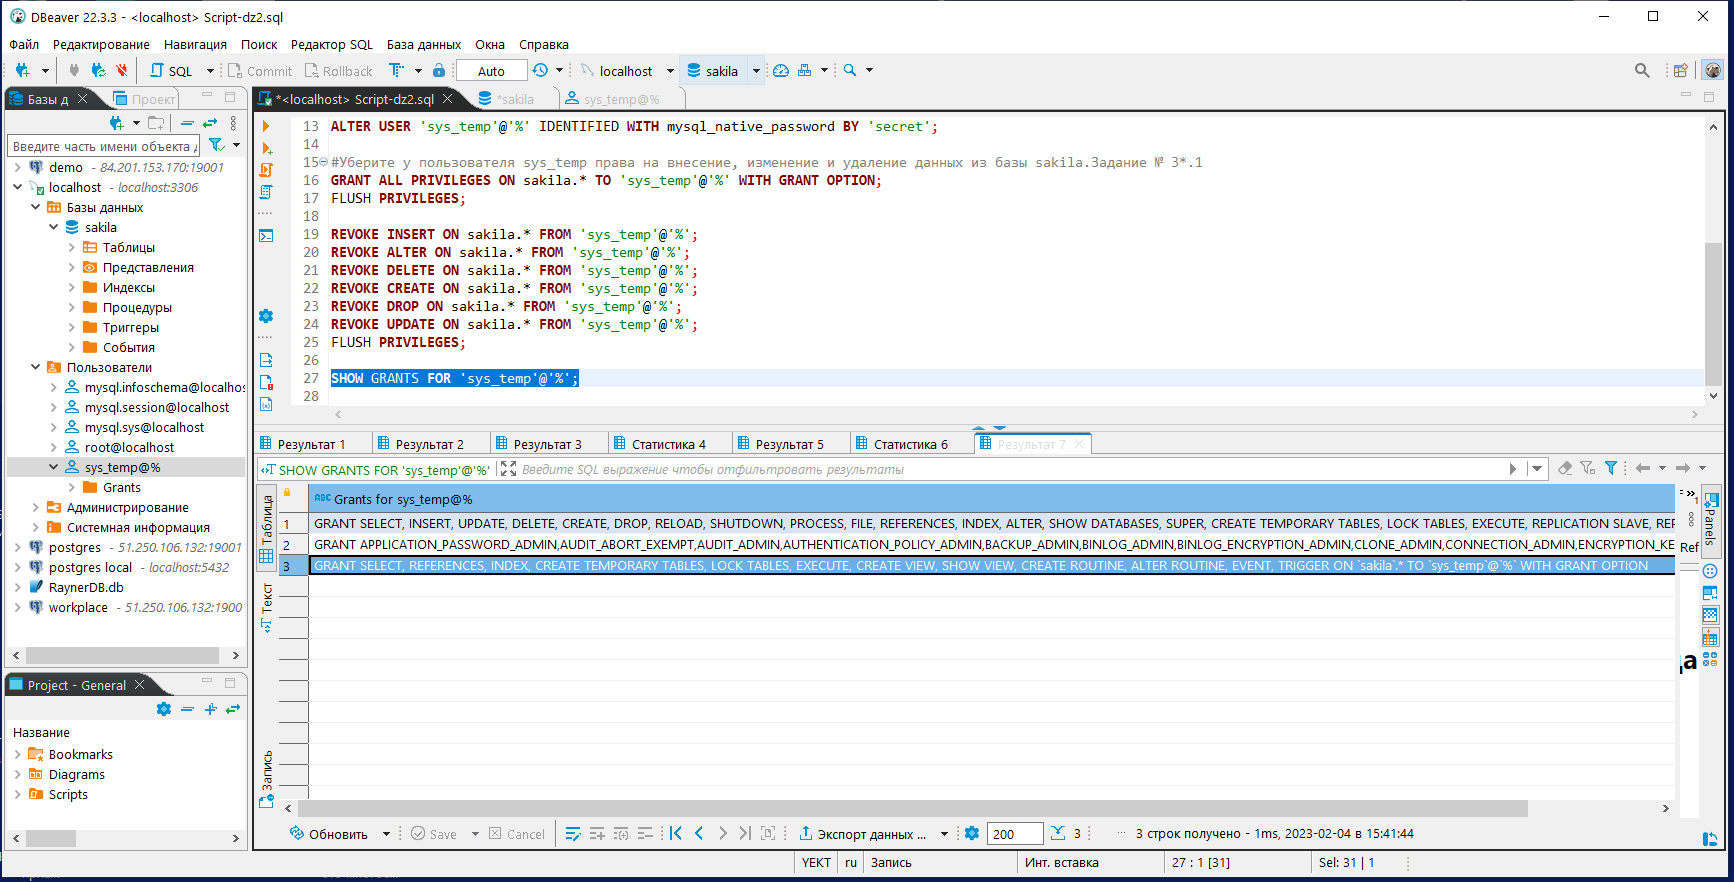 DBeaver 22.3.3 - <localhost> Script-dz2.sql
Файл Редактирование Навигация Поиск Редактор SQL База данных Окна Справка
SQL Commit Rollback Auto localhost sakila
Базы д Проект
*<localhost> Script-dz2.sql *sakila sys_temp@%
Введите часть имени объекта
demo - 84.201.153.170:19001
localhost - localhost:3306
Базы данных
sakila
Таблицы
Представления
Индексы
Процедуры
Триггеры
События
Пользователи
mysql.infoschema@localhos
mysql.session@localhost
mysql.sys@localhost
root@localhost
sys_temp@%
Grants
Администрирование
Системная информация
postgres - 51.250.106.132:19001
postgres local - localhost:5432
RaynerDB.db
workplace - 51.250.106.132:1900
Project - General
Название
Bookmarks
Diagrams
Scripts
13 ALTER USER 'sys_temp'@'%' IDENTIFIED WITH mysql_native_password BY 'secret';
14
15 #Уберите у пользователя sys_temp права на внесение, изменение и удаление данных из базы sakila.Задание № 3*.1
16 GRANT ALL PRIVILEGES ON sakila.* TO 'sys_temp'@'%' WITH GRANT OPTION;
17 FLUSH PRIVILEGES;
18
19 REVOKE INSERT ON sakila.* FROM 'sys_temp'@'%';
20 REVOKE ALTER ON sakila.* FROM 'sys_temp'@'%';
21 REVOKE DELETE ON sakila.* FROM 'sys_temp'@'%';
22 REVOKE CREATE ON sakila.* FROM 'sys_temp'@'%';
23 REVOKE DROP ON sakila.* FROM 'sys_temp'@'%';
24 REVOKE UPDATE ON sakila.* FROM 'sys_temp'@'%';
25 FLUSH PRIVILEGES;
26
27 SHOW GRANTS FOR 'sys_temp'@'%';
28
Результат 1 Результат 2 Результат 3 Статистика 4 Результат 5 Статистика 6 Результат 7
SHOW GRANTS FOR 'sys_temp'@'%' Введите SQL выражение чтобы отфильтровать результаты
Таблица
Текст
Запись
ABC Grants for sys_temp@%
1 GRANT SELECT, INSERT, UPDATE, DELETE, CREATE, DROP, RELOAD, SHUTDOWN, PROCESS, FILE, REFERENCES, INDEX, ALTER, SHOW DATABASES, SUPER, CREATE TEMPORARY TABLES, LOCK TABLES, EXECUTE, REPLICATION SLAVE, REP
2 GRANT APPLICATION_PASSWORD_ADMIN,AUDIT_ABORT_EXEMPT,AUDIT_ADMIN,AUTHENTICATION_POLICY_ADMIN,BACKUP_ADMIN,BINLOG_ADMIN,BINLOG_ENCRYPTION_ADMIN,CLONE_ADMIN,CONNECTION_ADMIN,ENCRYPTION_KE
3 GRANT SELECT, REFERENCES, INDEX, CREATE TEMPORARY TABLES, LOCK TABLES, EXECUTE, CREATE VIEW, SHOW VIEW, CREATE ROUTINE, ALTER ROUTINE, EVENT, TRIGGER ON `sakila`.* TO `sys_temp`@`%` WITH GRANT OPTION
Panels
Ref
да
Обновить Save Cancel Экспорт данных ... 200 3 3 строк получено - 1ms, 2023-02-04 в 15:41:44
YEKT ru Запись Инт. вставка 27 : 1 [31] Sel: 31 | 1